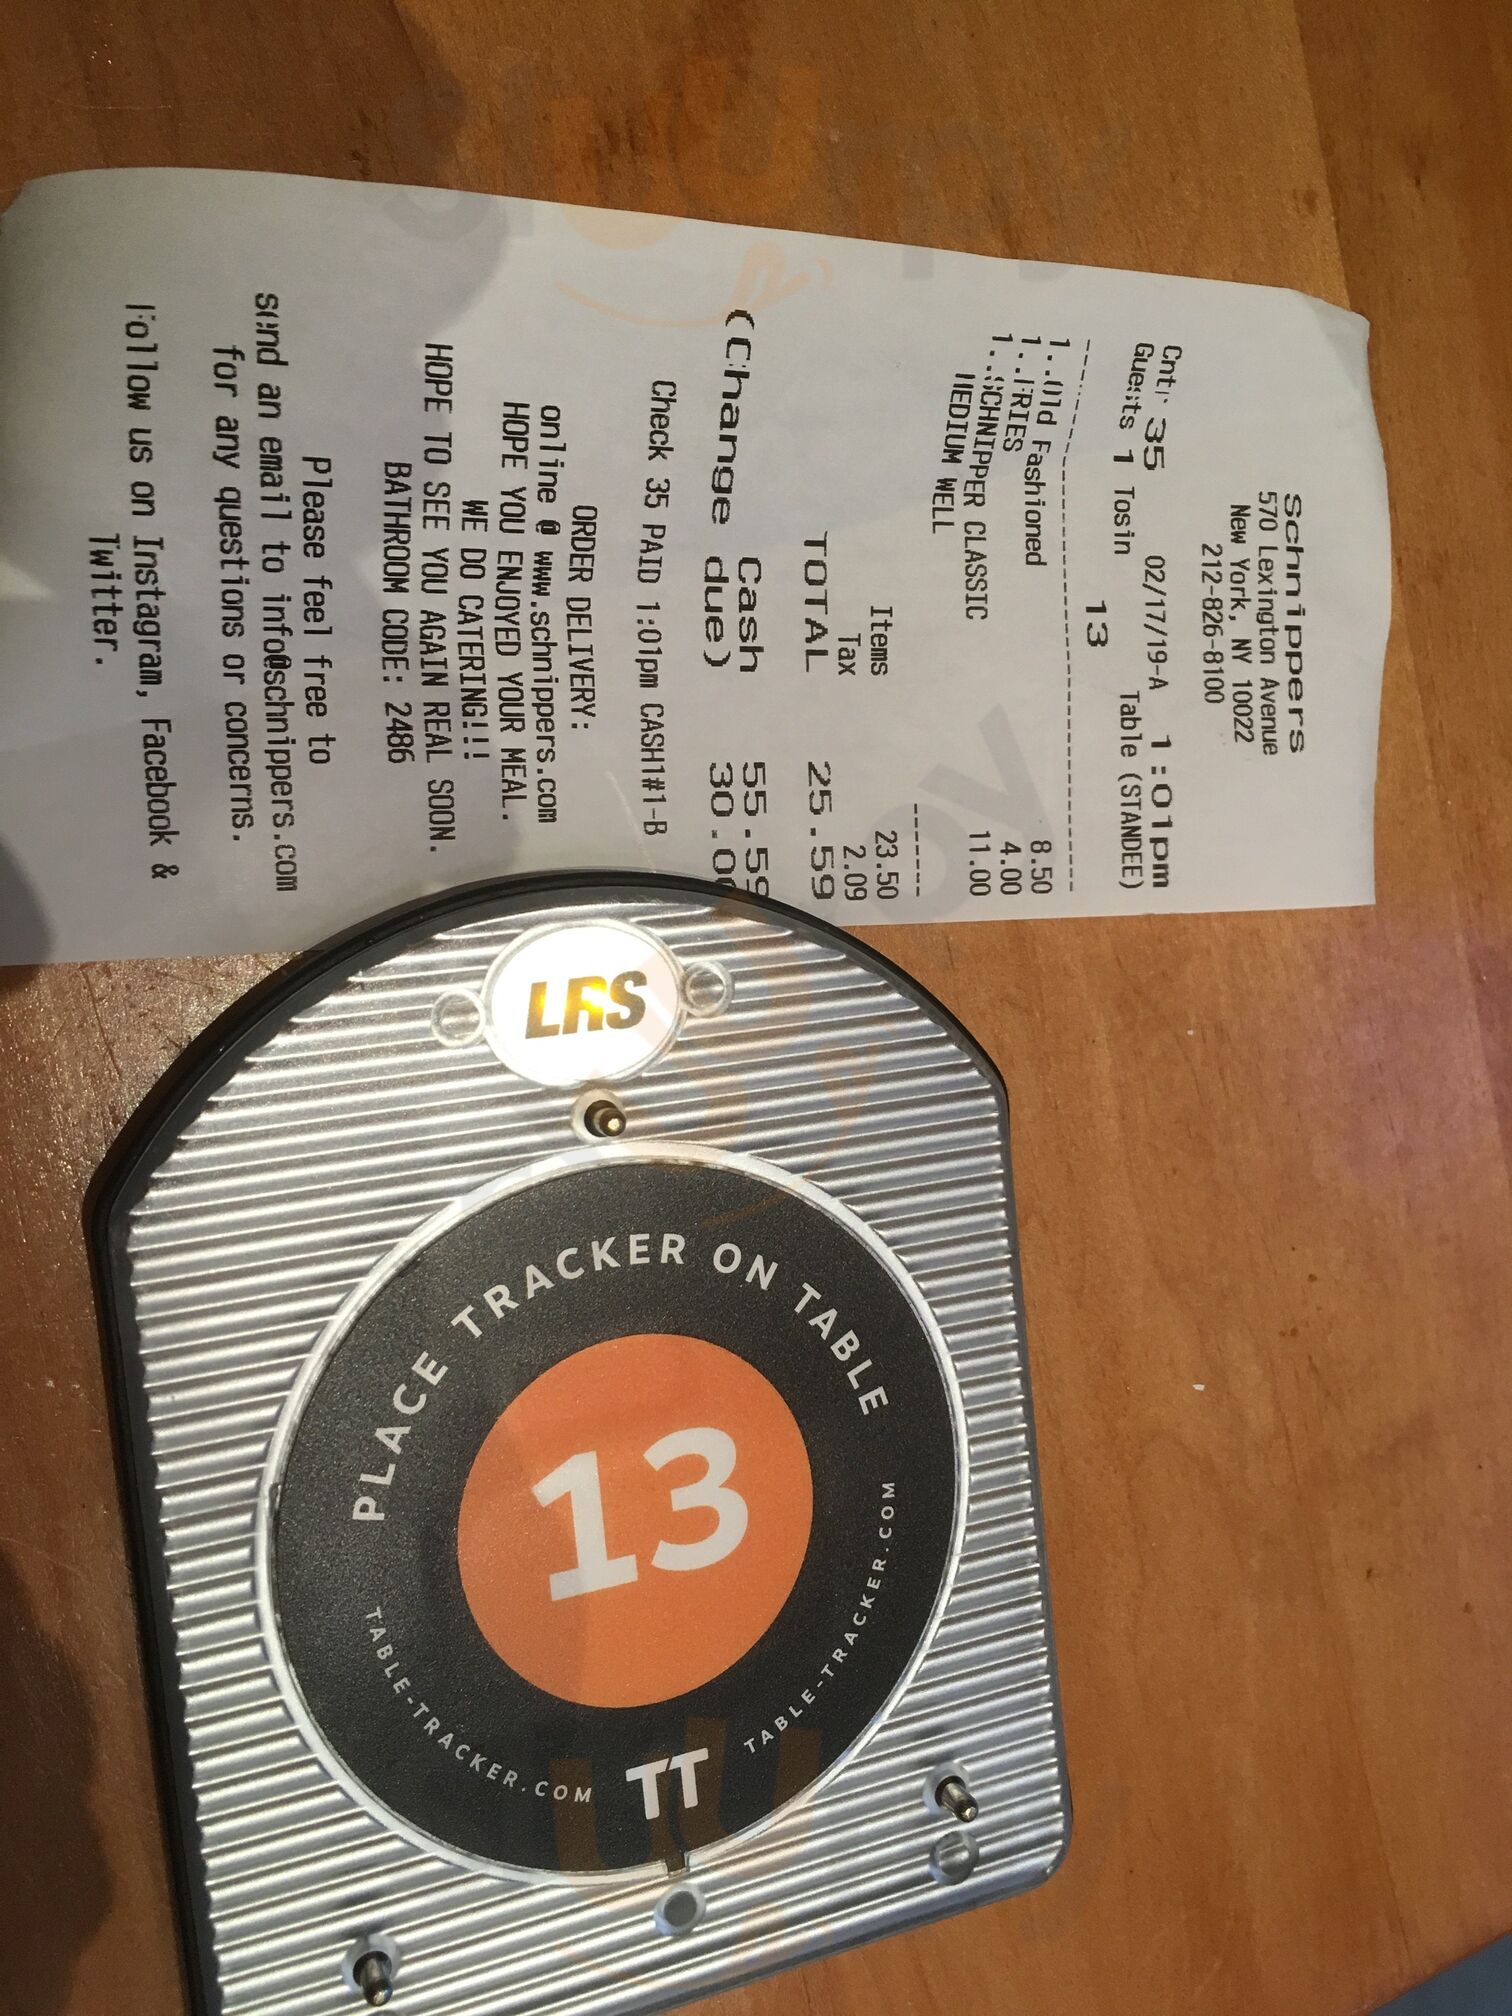 Schnippers
570 Lexington Avenue
New York, NY 10022
212-826-8100
Cntr 35 02/17/19-A 1:01pm
Guests 1 Tosin Table (STANDEE)
13
1..Old Fashioned 8.50
1..FRIES 4.00
1..SCHNIPPER CLASSIC 11.00
MEDIUM WELL
Items 23.50
Tax 2.09
TOTAL 25.59
Cash 55.59
(Change due) 30.00
Check 35 PAID 1:01pm CASH1#1-B
ORDER DELIVERY:
online @ www.schnippers.com
HOPE YOU ENJOYED YOUR MEAL.
WE DO CATERING!!!
HOPE TO SEE YOU AGAIN REAL SOON.
BATHROOM CODE: 2486
Please feel free to
send an email to info@schnippers.com
for any questions or concerns.
Follow us on Instagram, Facebook &
Twitter.
LRS
PLACE TRACKER ON TABLE
13
TABLE-TRACKER.COM
TT
TABLE-TRACKER.COM